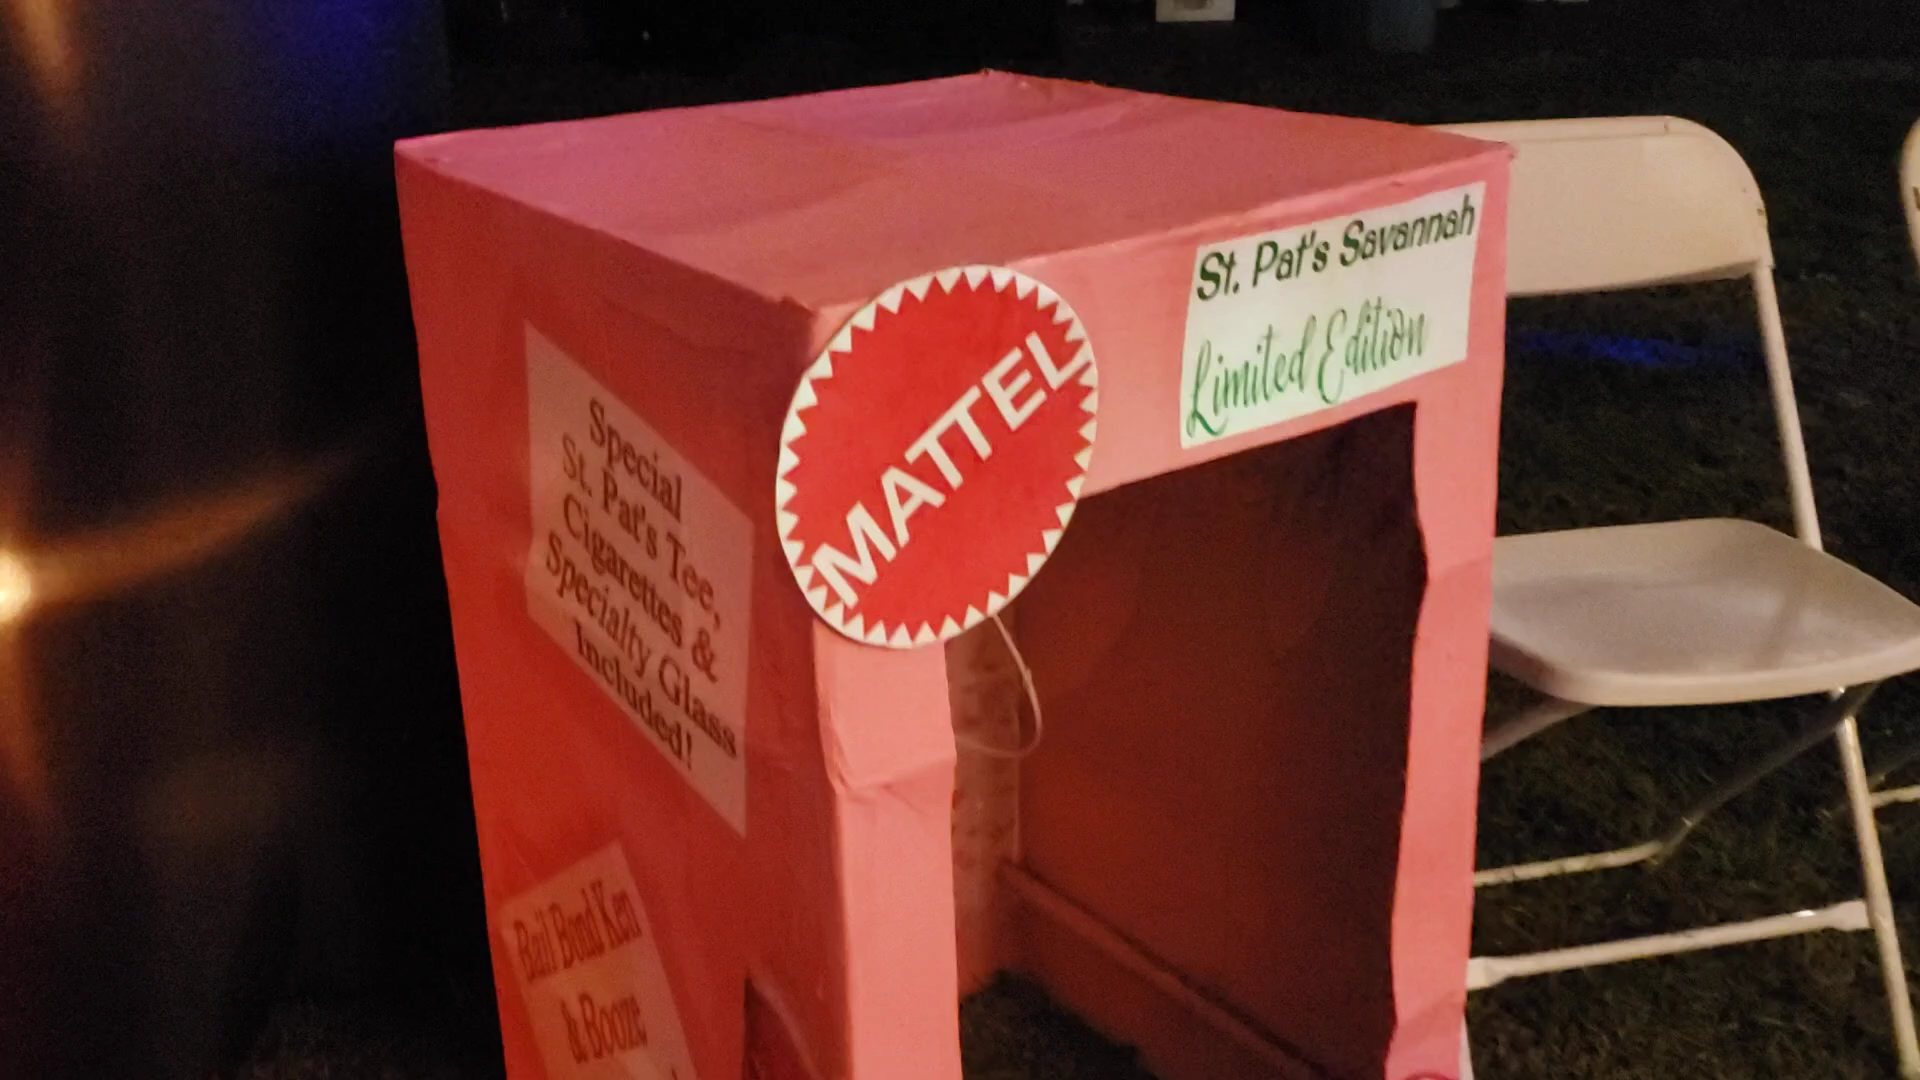 Special
St. Pat's Tee,
Cigarettes &
Specialty Glass
Included!
Bail Bond Ken
& Booze
MATTEL
St. Pat's Savannah
Limited Edition